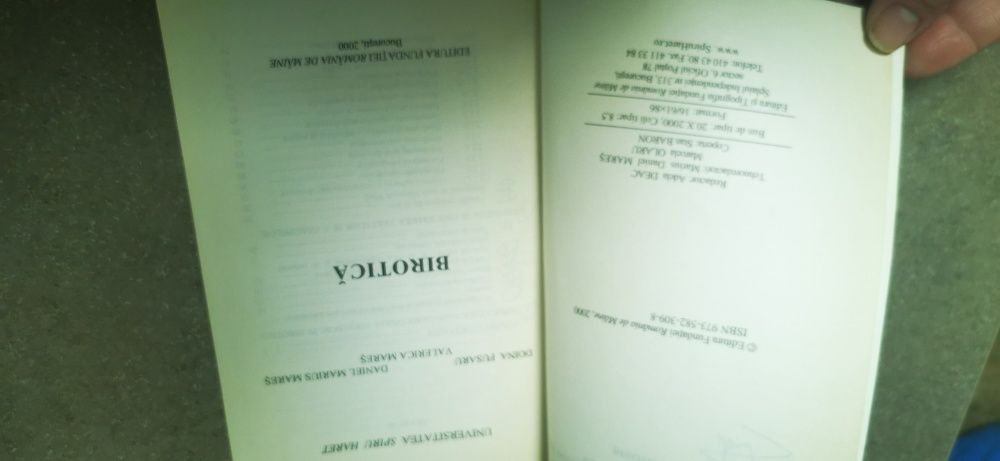 UNIVERSITATEA SPIRU HARET
DOINA FUSARU
DANIEL MARIUS MAREȘ
VALERICA MAREȘ
BIROTICĂ
EDITURA FUNDAȚIEI ROMÂNIA DE MÂINE
București, 2000
© Editura Fundației România de Mâine, 2000
ISBN 973-582-309-8
Redactor: Adela DEAC
Tehnoredactori: Marius Daniel MAREȘ
Marcela OLARU
Coperta: Stan BARON
Bun de tipar: 20.X.2000; Coli tipar: 8,5
Format: 16/61×86
Editura și Tipografia Fundației România de Mâine
Splaiul Independenței nr.313, București,
sector 6, Oficiul Poștal 78
Telefon: 410 43 80; Fax. 411 33 84
www. SpiruHaret.ro